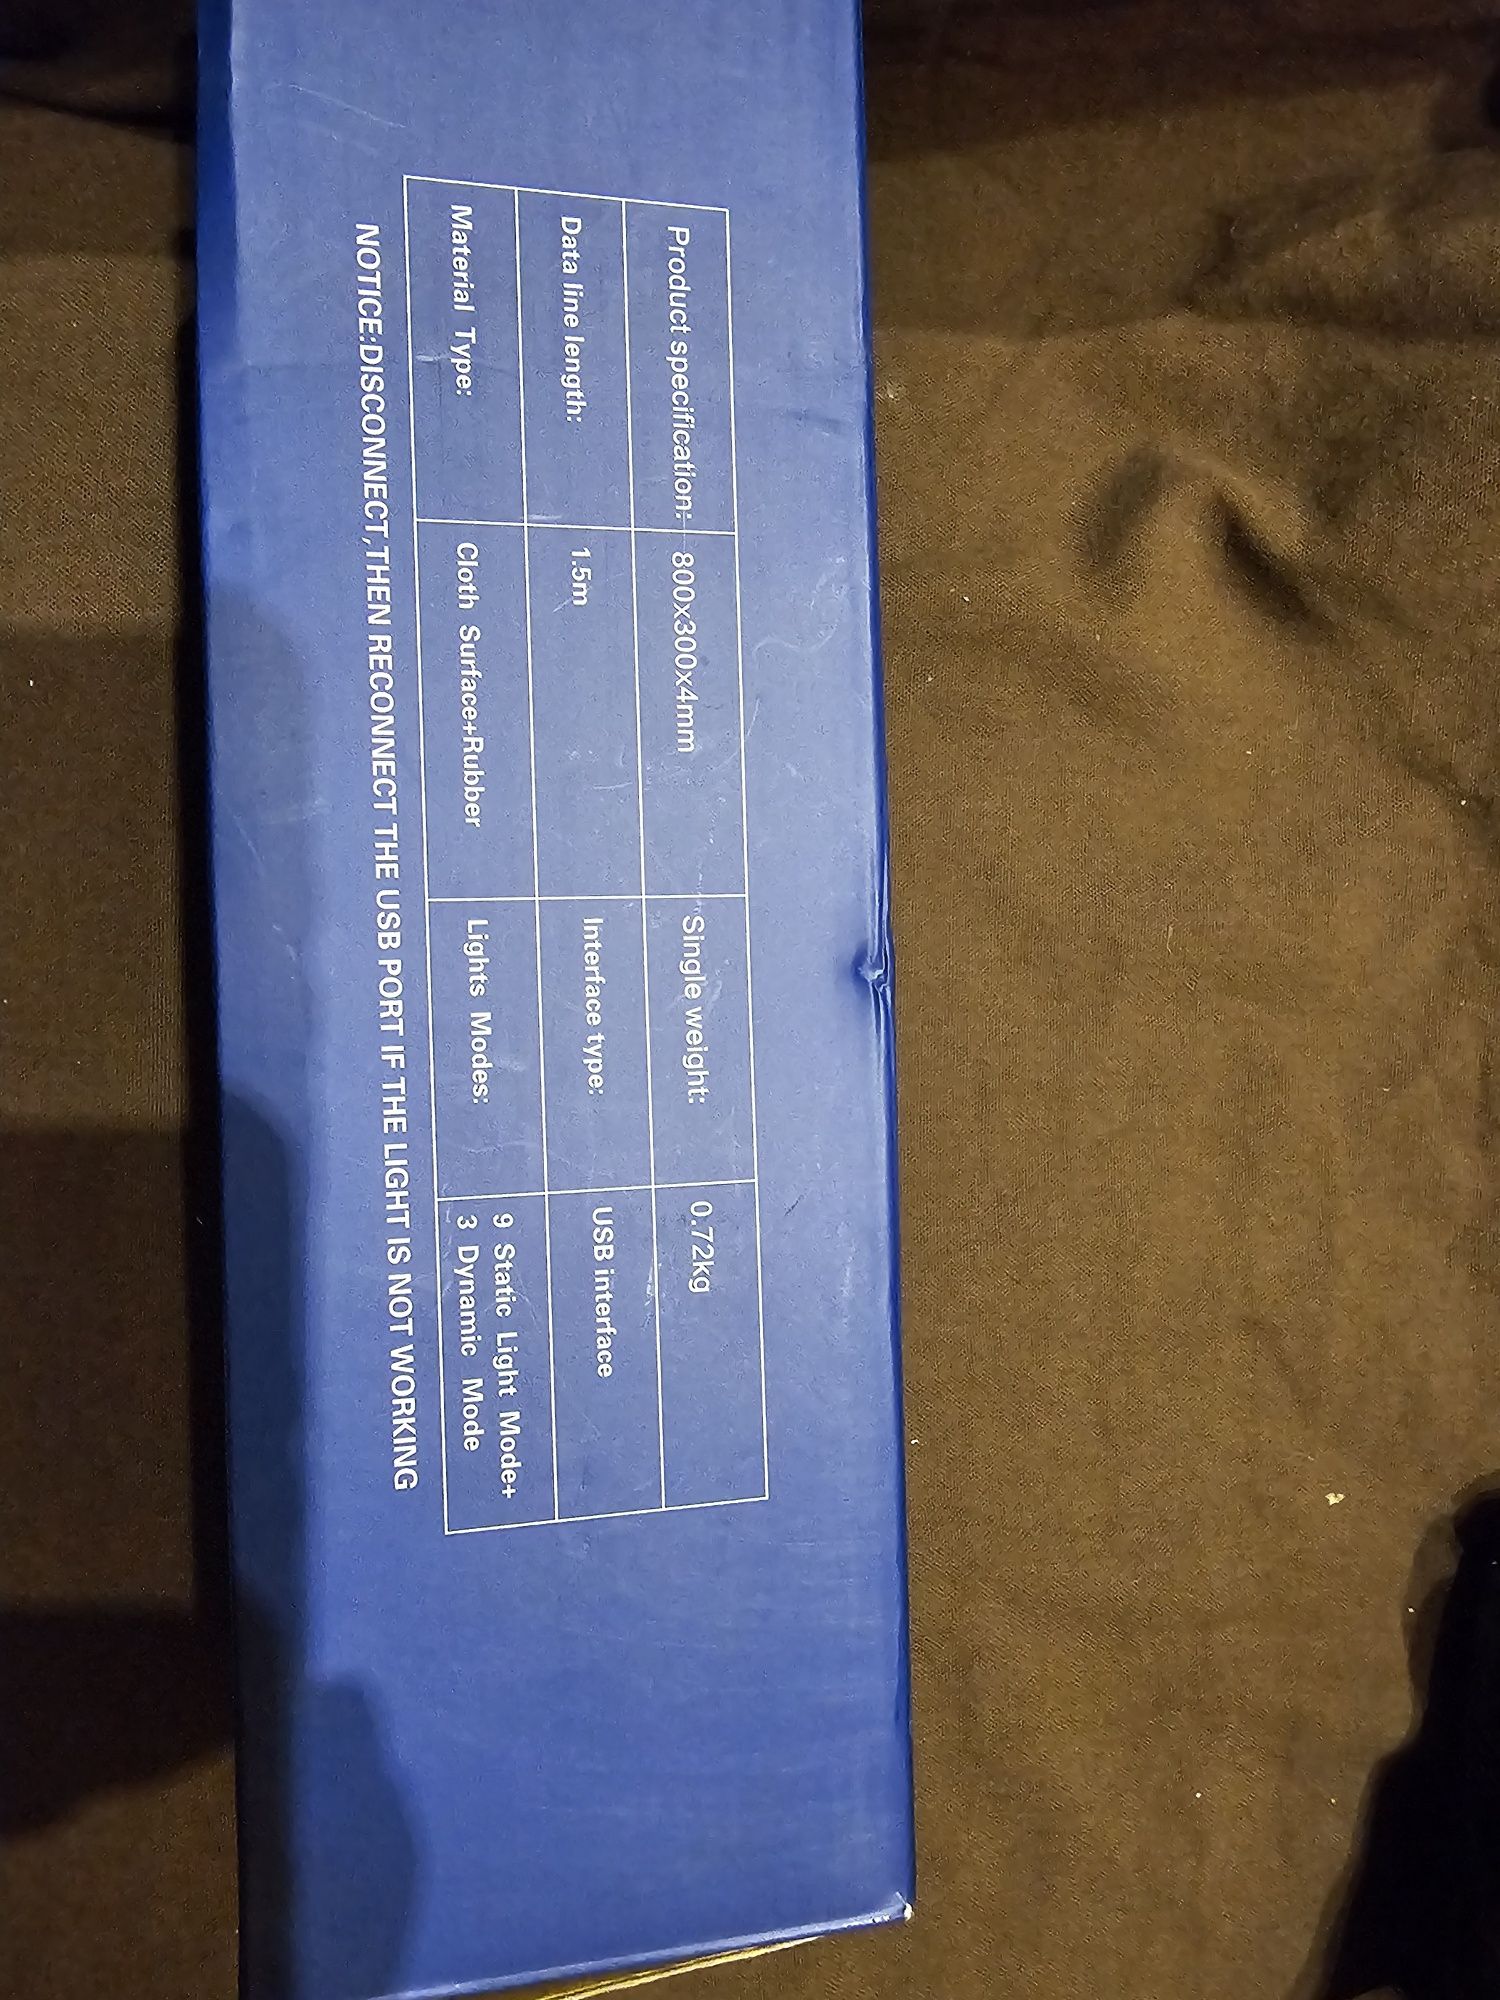 Product specification: 800x300x4mm Single weight: 0.72kg
Data line length: 1.5m Interface type: USB interface
Material Type: Cloth Surface+Rubber Lights Modes: 9 Static Light Mode+
3 Dynamic Mode
NOTICE:DISCONNECT,THEN RECONNECT THE USB PORT IF THE LIGHT IS NOT WORKING